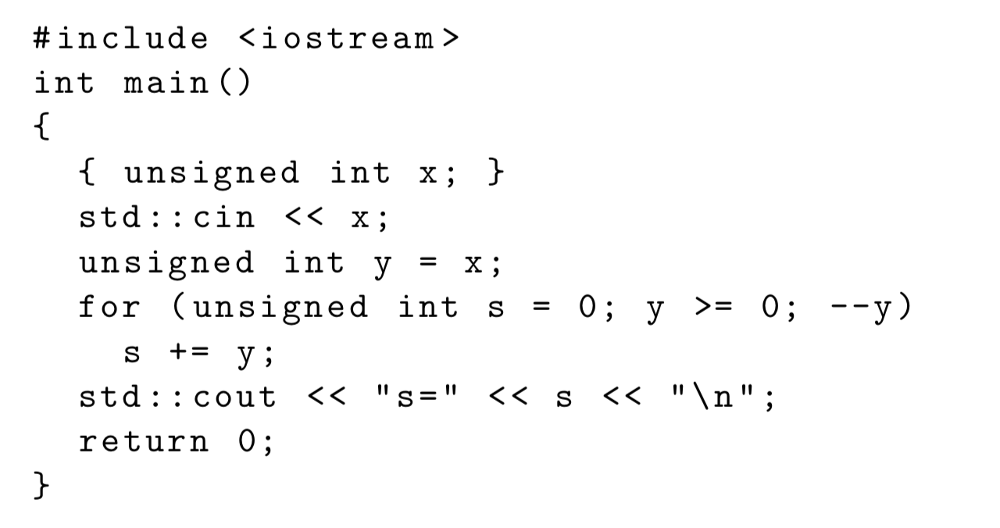 #include <iostream>
int main()
{
  { unsigned int x; }
  std::cin << x;
  unsigned int y = x;
  for (unsigned int s = 0; y >= 0; --y)
    s += y;
  std::cout << "s=" << s << "\n";
  return 0;
}